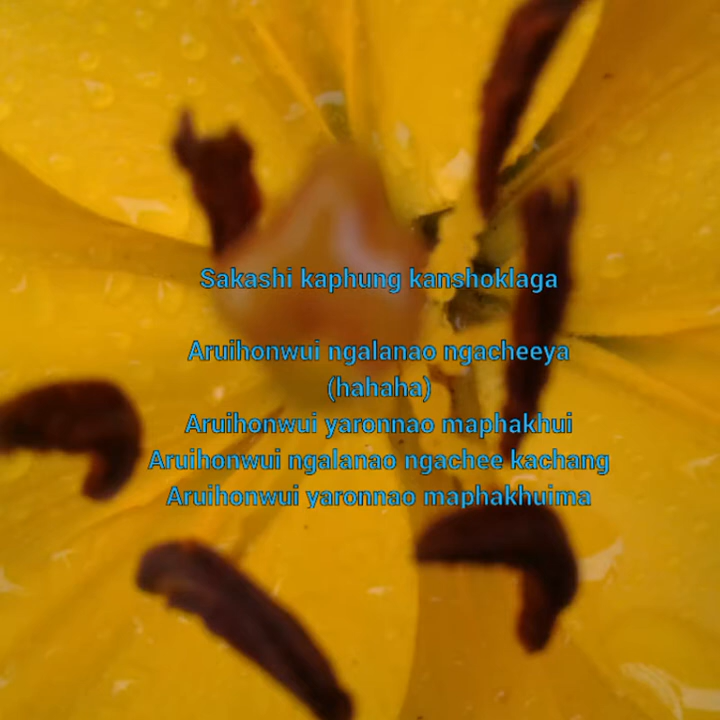 Sakashi kaphung kanshoklaga
Aruihonwui ngalanao ngacheeya
(hahaha)
Aruihonwui yaronnao maphakhui
Aruihonwui ngalanao ngachee kachang
Aruihonwui yaronnao maphakhuima